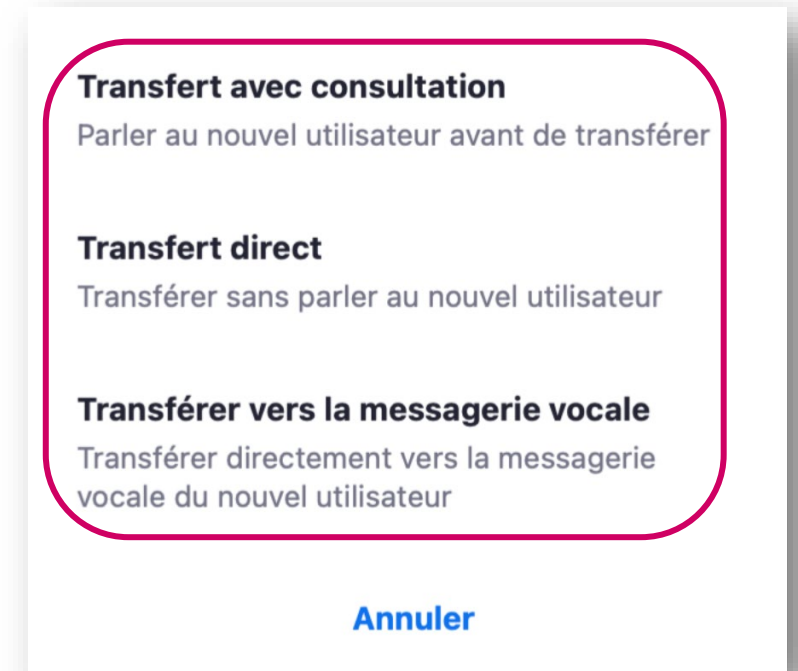 Transfert avec consultation
Parler au nouvel utilisateur avant de transférer
Transfert direct
Transférer sans parler au nouvel utilisateur
Transférer vers la messagerie vocale
Transférer directement vers la messagerie
vocale du nouvel utilisateur
Annuler